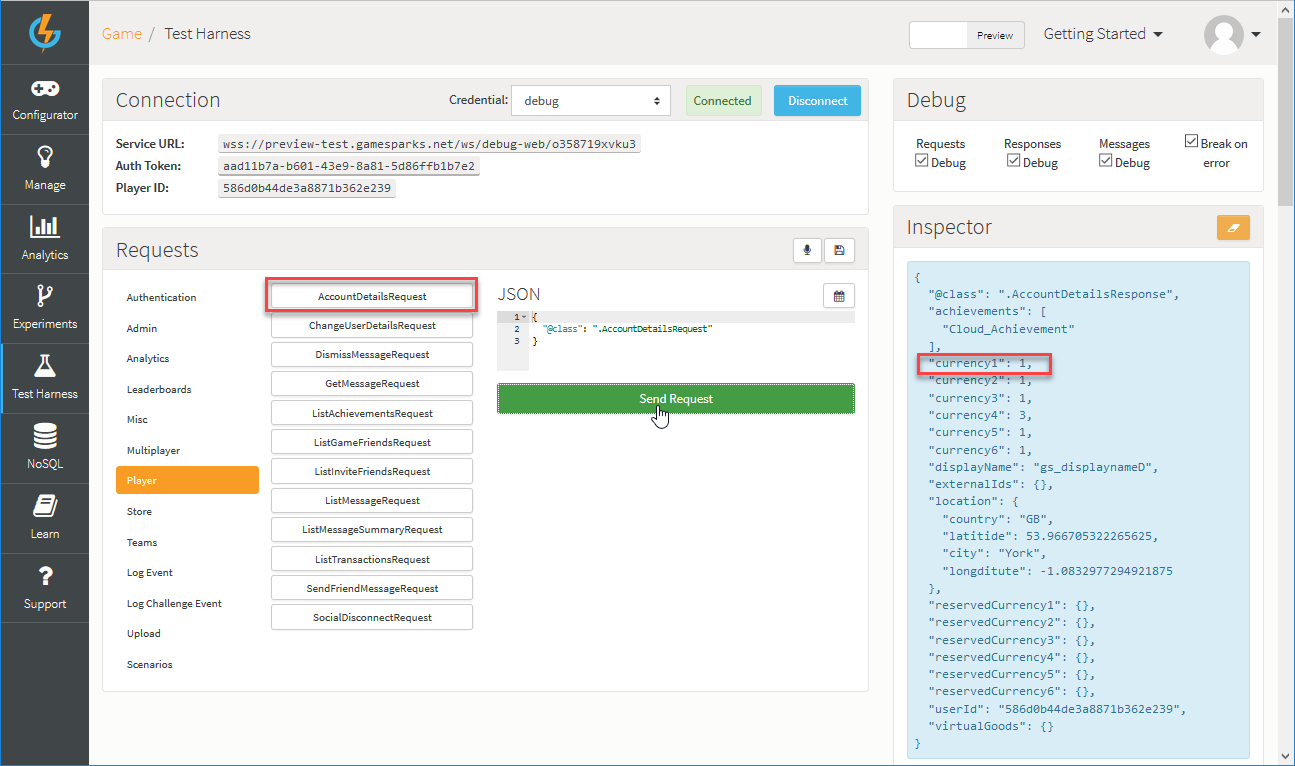 Game / Test Harness
Preview
Getting Started
Configurator
Manage
Analytics
Experiments
Test Harness
NoSQL
Learn
Support
Connection
Credential:
debug
Connected
Disconnect
Service URL:
wss://preview-test.gamesparks.net/ws/debug-web/o358719xvku3
Auth Token:
aad11b7a-b601-43e9-8a81-5d86ffb1b7e2
Player ID:
586d0b44de3a8871b362e239
Requests
Authentication
Admin
Analytics
Leaderboards
Misc
Multiplayer
Player
Store
Teams
Log Event
Log Challenge Event
Upload
Scenarios
AccountDetailsRequest
ChangeUserDetailsRequest
DismissMessageRequest
GetMessageRequest
ListAchievementsRequest
ListGameFriendsRequest
ListInviteFriendsRequest
ListMessageRequest
ListMessageSummaryRequest
ListTransactionsRequest
SendFriendMessageRequest
SocialDisconnectRequest
JSON
1 {
2 "@class": ".AccountDetailsRequest"
3 }
Send Request
Debug
Requests
Debug
Responses
Debug
Messages
Debug
Break on
error
Inspector
{
"@class": ".AccountDetailsResponse",
"achievements": [
"Cloud_Achievement"
],
"currency1": 1,
"currency2": 1,
"currency3": 1,
"currency4": 3,
"currency5": 1,
"currency6": 1,
"displayName": "gs_displaynameD",
"externalIds": {},
"location": {
"country": "GB",
"latitide": 53.966705322265625,
"city": "York",
"longditute": -1.0832977294921875
},
"reservedCurrency1": {},
"reservedCurrency2": {},
"reservedCurrency3": {},
"reservedCurrency4": {},
"reservedCurrency5": {},
"reservedCurrency6": {},
"userId": "586d0b44de3a8871b362e239",
"virtualGoods": {}
}